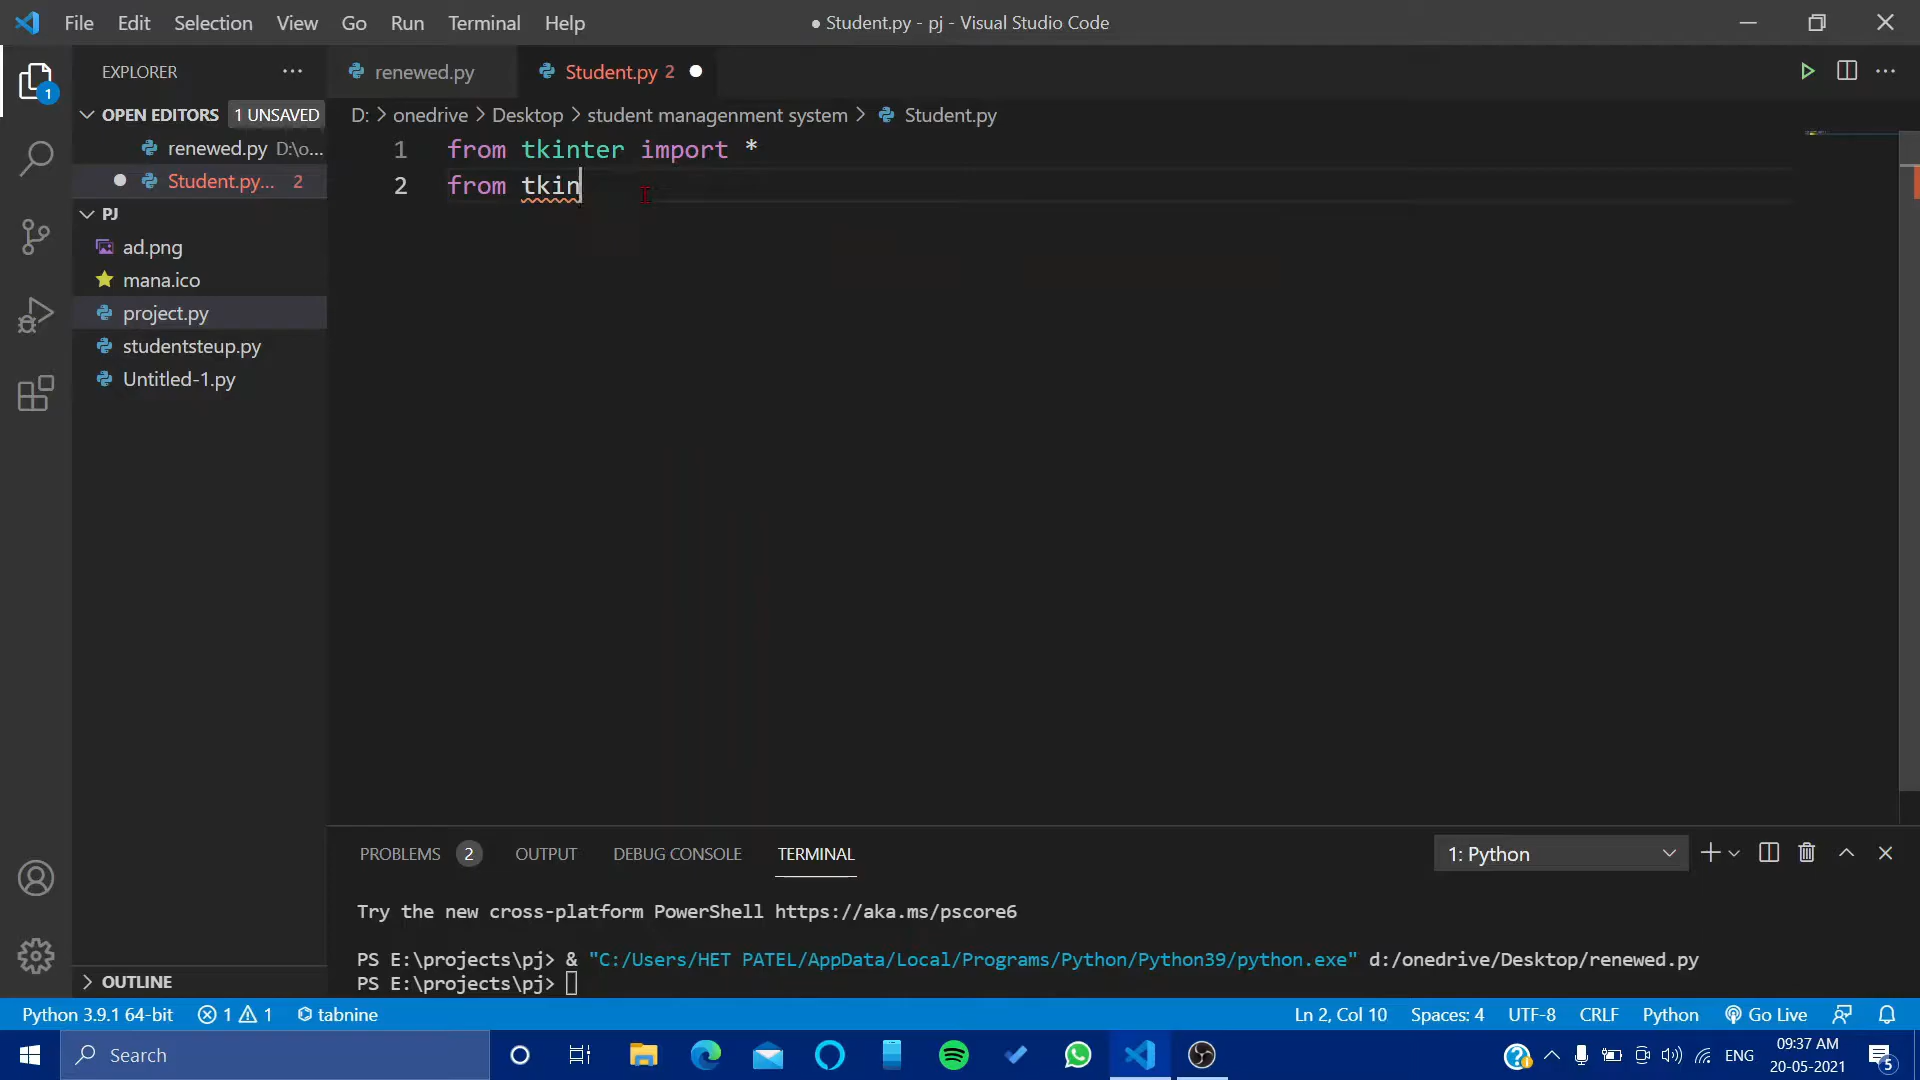 File Edit Selection View Go Run Terminal Help
● Student.py - pj - Visual Studio Code
EXPLORER
renewed.py
Student.py 2
OPEN EDITORS 1 UNSAVED
renewed.py D:\o...
Student.py... 2
PJ
ad.png
mana.ico
project.py
studentsteup.py
Untitled-1.py
OUTLINE
1
D: > onedrive > Desktop > student managenment system > Student.py
1 from tkinter import *
2 from tkin
PROBLEMS 2 OUTPUT DEBUG CONSOLE TERMINAL
1: Python
Try the new cross-platform PowerShell https://aka.ms/pscore6
PS E:\projects\pj> & "C:/Users/HET PATEL/AppData/Local/Programs/Python/Python39/python.exe" d:/onedrive/Desktop/renewed.py
PS E:\projects\pj>
Python 3.9.1 64-bit 1 1 tabnine
Ln 2, Col 10 Spaces: 4 UTF-8 CRLF Python Go Live
Search
ENG
09:37 AM
20-05-2021
5